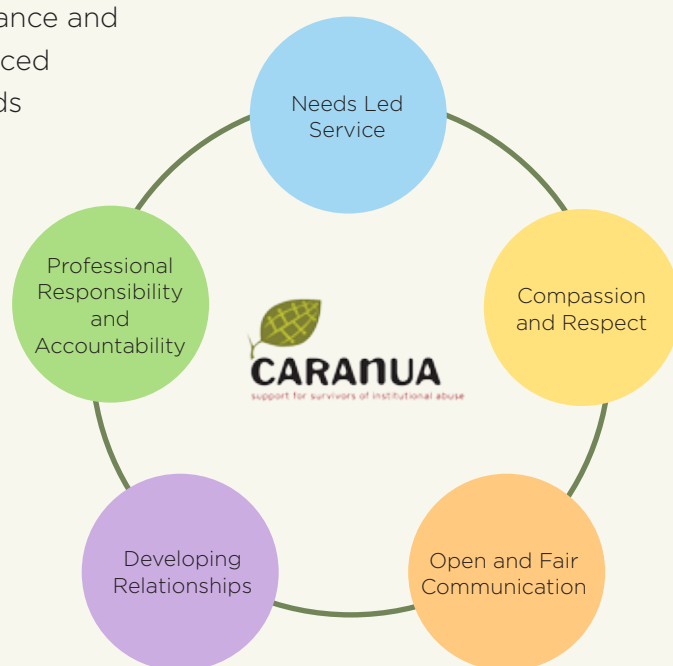 ance and
ced
ds
Needs Led
Service
Professional
Responsibility
and
Accountability
Compassion
and Respect
CARANUA
support for survivors of institutional abuse
Developing
Relationships
Open and Fair
Communication